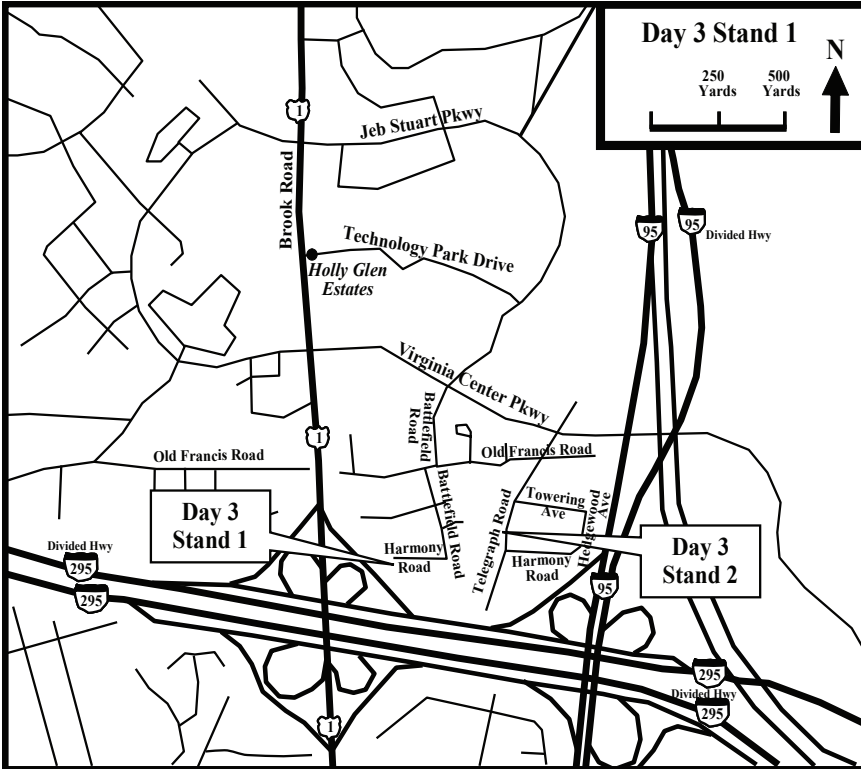 Day 3 Stand 1
250
Yards
500
Yards
N
1
Jeb Stuart Pkwy
Brook Road
95
95
Divided Hwy
Technology Park Drive
Holly Glen
Estates
Virginia Center Pkwy
Battlefield
Road
1
Old Francis Road
Old Francis Road
Battlefield Road
Telegraph Road
Towering
Ave
Hedgewood
Ave
Day 3
Stand 1
Harmony
Road
Harmony
Road
Day 3
Stand 2
Divided Hwy
295
295
95
295
Divided Hwy
295
1